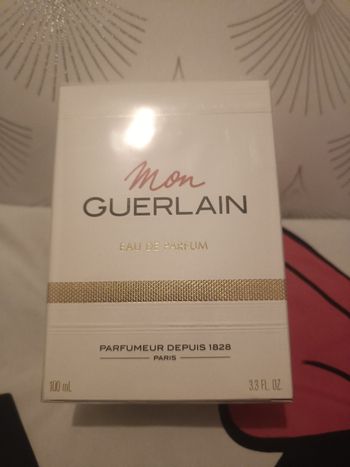 Mon
GUERLAIN
EAU DE PARFUM
PARFUMEUR DEPUIS 1828
PARIS
100 mL 3.3 FL. OZ.